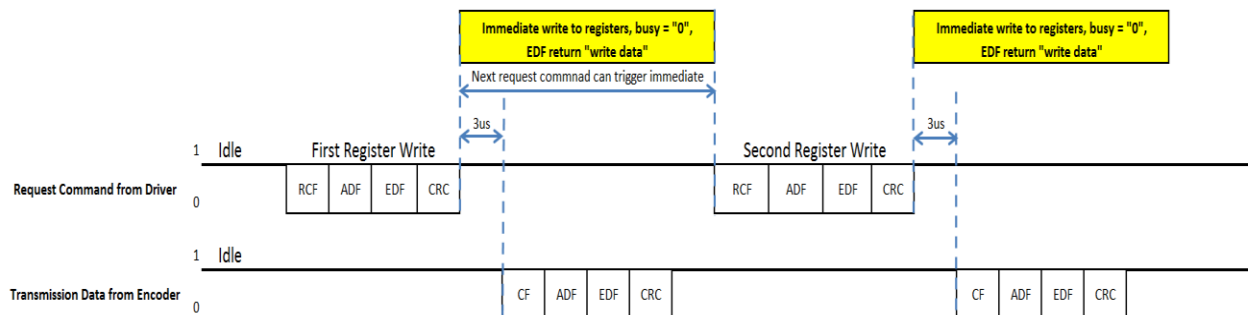 Immediate write to registers, busy = "0",
EDF return "write data"
Immediate write to registers, busy = "0",
EDF return "write data"
Next request commnad can trigger immediate
3us
3us
1 Idle First Register Write Second Register Write
Request Command from Driver
RCF ADF EDF CRC RCF ADF EDF CRC
0
1 Idle
Transmission Data from Encoder
CF ADF EDF CRC CF ADF EDF CRC
0